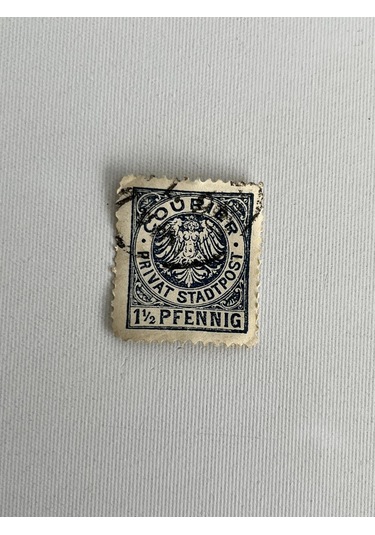 COURIER
· PRIVAT STADTPOST ·
1½ PFENNIG